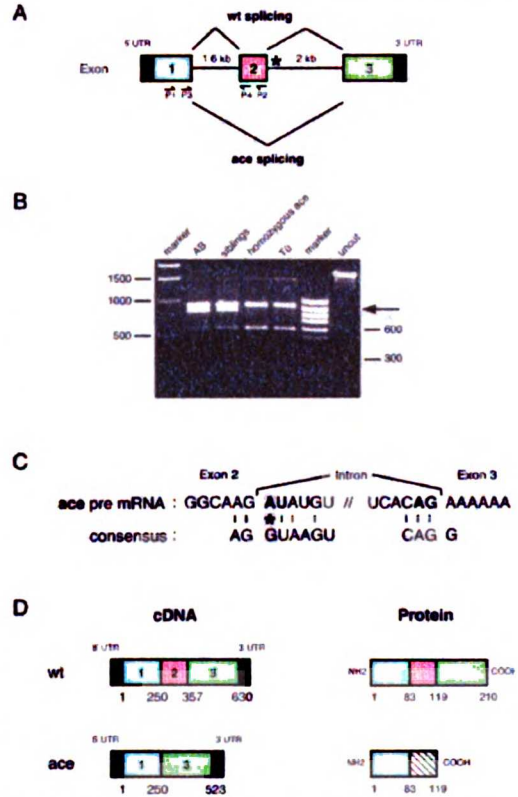 A
wt splicing
5 UTR
3 UTR
1 6 kb
2 kb
Exon
1
2
3
P1 P3 P4 P2
ace splicing
B
marker
AB
siblings
homozygous ace
Tü
marker
uncut
1500
1000
500
600
300
C
Exon 2
Intron
Exon 3
ace pre mRNA : GGCAAG AUAUGU // UCACAG AAAAAA
consensus : AG GUAAGU CAG G
D
cDNA
Protein
5 UTR
3 UTR
wt
1
2
3
NH2
COOH
1 250 357 630
1 83 119 210
5 UTR
3 UTR
ace
1
3
NH2
COOH
1 250 523
1 83 119